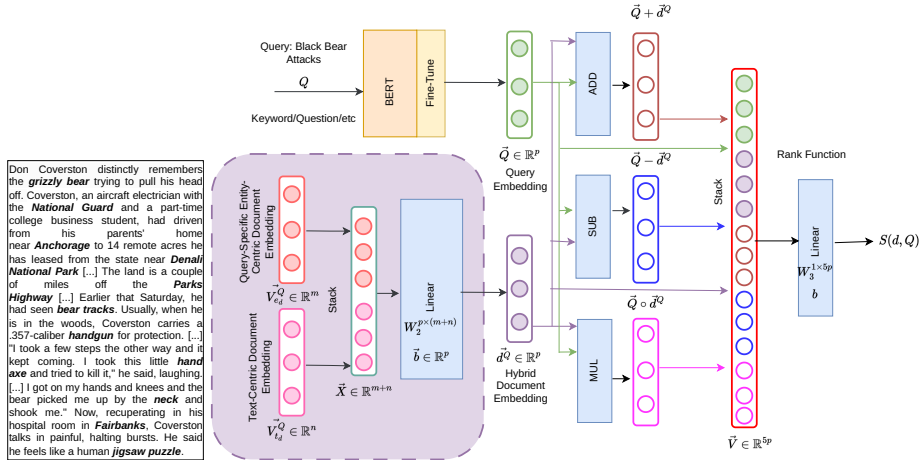 Query: Black Bear
Attacks
Q
Keyword/Question/etc
BERT
Fine-Tune
Q⃗ ∈ ℝ^p
Query
Embedding
ADD
Q⃗ + d⃗^Q
SUB
Q⃗ − d⃗^Q
MUL
Q⃗ ∘ d⃗^Q
Stack
V⃗ ∈ ℝ^{5p}
Rank Function
Linear
W_3^{1×5p}
b
S(d, Q)
Don Coverston distinctly remembers
the grizzly bear trying to pull his head
off. Coverston, an aircraft electrician with
the National Guard and a part-time
college business student, had driven
from his parents' home
near Anchorage to 14 remote acres he
has leased from the state near Denali
National Park [...] The land is a couple
of miles off the Parks
Highway [...] Earlier that Saturday, he
had seen bear tracks. Usually, when he
is in the woods, Coverston carries a
.357-caliber handgun for protection. [...]
"I took a few steps the other way and it
kept coming. I took this little hand
axe and tried to kill it," he said, laughing.
[...] I got on my hands and knees and the
bear picked me up by the neck and
shook me." Now, recuperating in his
hospital room in Fairbanks, Coverston
talks in painful, halting bursts. He said
he feels like a human jigsaw puzzle.
Query-Specific Entity-
Centric Document
Embedding
V⃗_{e_d}^Q ∈ ℝ^m
Text-Centric Document
Embedding
V⃗_{t_d}^Q ∈ ℝ^n
Stack
X⃗ ∈ ℝ^{m+n}
Linear
W_2^{p×(m+n)}
b⃗ ∈ ℝ^p
d⃗^Q ∈ ℝ^p
Hybrid
Document
Embedding